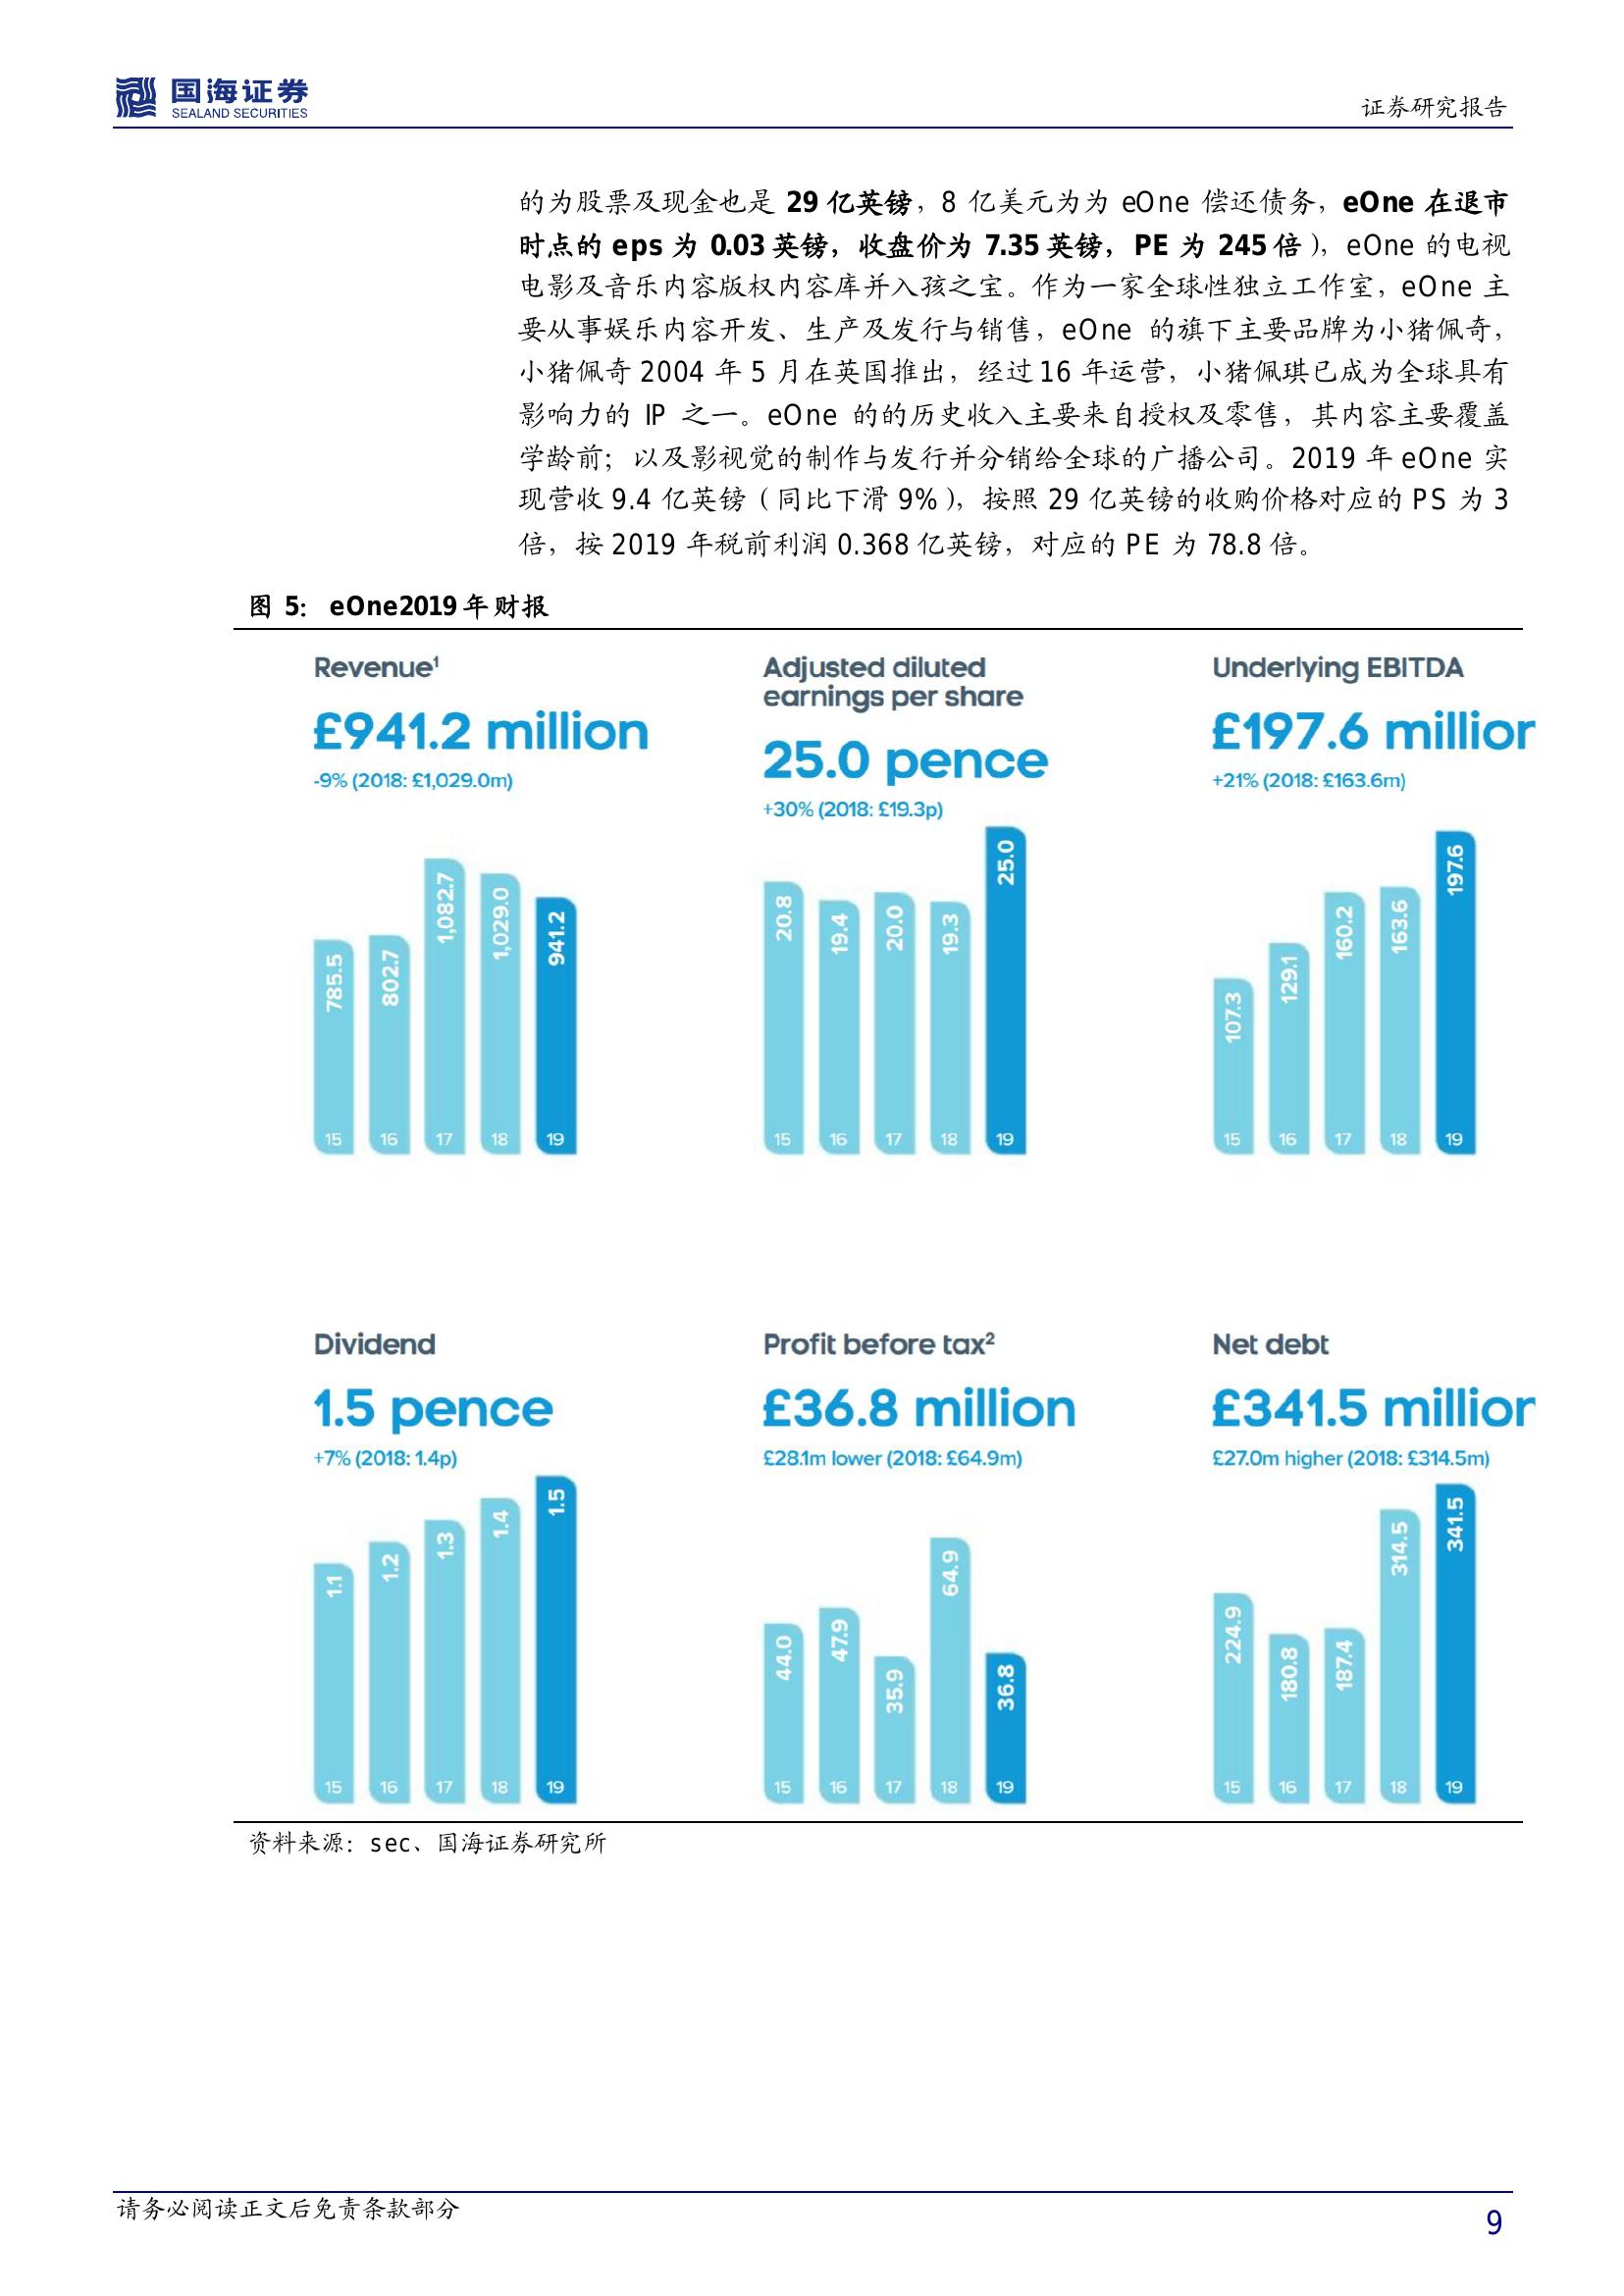 国海证券
SEALAND SECURITIES
证券研究报告
的为股票及现金也是 29 亿英镑，8 亿美元为为 eOne 偿还债务，eOne 在退市
时点的 eps 为 0.03 英镑，收盘价为 7.35 英镑，PE 为 245 倍），eOne 的电视
电影及音乐内容版权内容库并入孩之宝。作为一家全球性独立工作室，eOne 主
要从事娱乐内容开发、生产及发行与销售，eOne 的旗下主要品牌为小猪佩奇，
小猪佩奇 2004 年 5 月在英国推出，经过 16 年运营，小猪佩琪已成为全球具有
影响力的 IP 之一。eOne 的的历史收入主要来自授权及零售，其内容主要覆盖
学龄前；以及影视觉的制作与发行并分销给全球的广播公司。2019 年 eOne 实
现营收 9.4 亿英镑（同比下滑 9%），按照 29 亿英镑的收购价格对应的 PS 为 3
倍，按 2019 年税前利润 0.368 亿英镑，对应的 PE 为 78.8 倍。
图 5： eOne2019 年财报
Revenue¹
£941.2 million
-9% (2018: £1,029.0m)
785.5
802.7
1,082.7
1,029.0
941.2
15 16 17 18 19
Adjusted diluted
earnings per share
25.0 pence
+30% (2018: £19.3p)
20.8
19.4
20.0
19.3
25.0
15 16 17 18 19
Underlying EBITDA
£197.6 million
+21% (2018: £163.6m)
107.3
129.1
160.2
163.6
197.6
15 16 17 18 19
Dividend
1.5 pence
+7% (2018: 1.4p)
1.1
1.2
1.3
1.4
1.5
15 16 17 18 19
Profit before tax²
£36.8 million
£28.1m lower (2018: £64.9m)
44.0
47.9
35.9
64.9
36.8
15 16 17 18 19
Net debt
£341.5 million
£27.0m higher (2018: £314.5m)
224.9
180.8
187.4
314.5
341.5
15 16 17 18 19
资料来源：sec、国海证券研究所
请务必阅读正文后免责条款部分
9